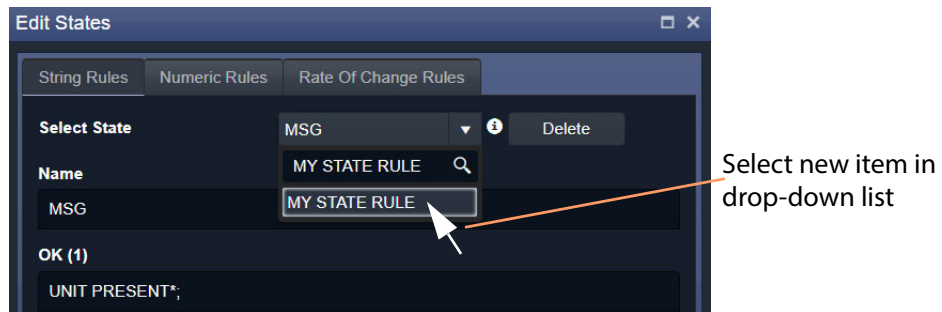 Edit States
String Rules Numeric Rules Rate Of Change Rules
Select State MSG Delete
MY STATE RULE
Name
MY STATE RULE
MSG
OK (1)
UNIT PRESENT*;
Select new item in
drop-down list